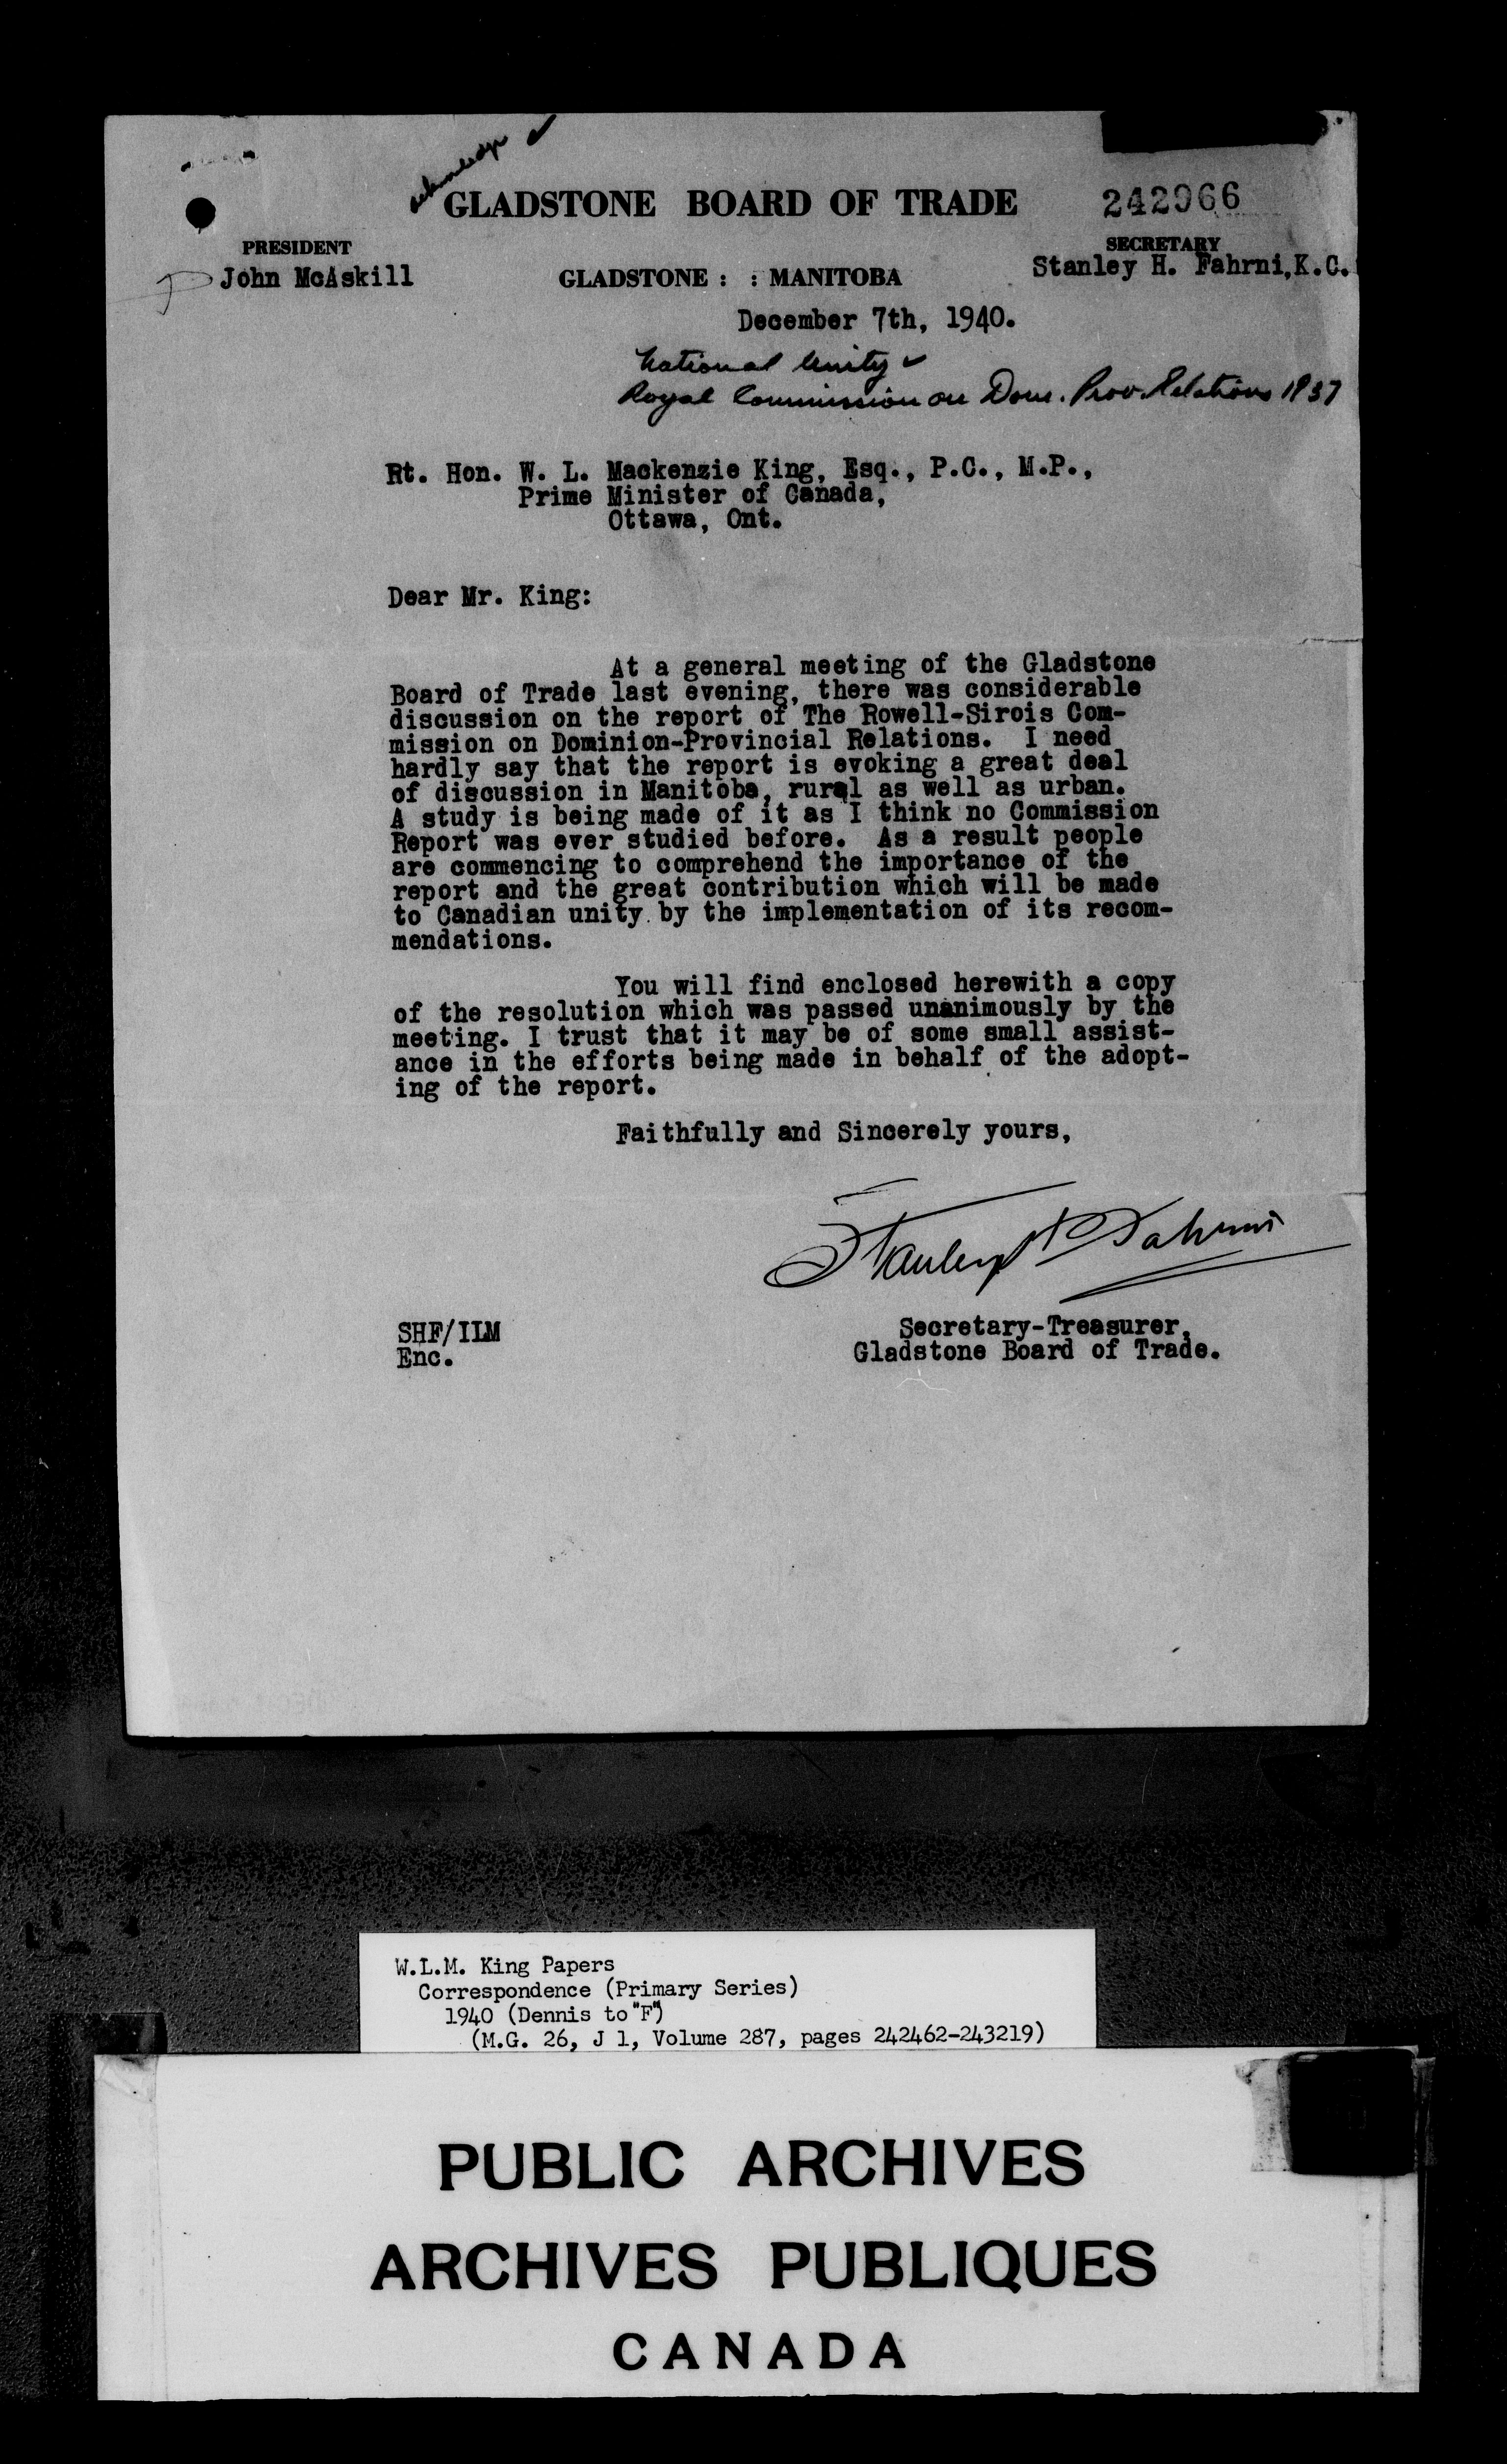 acknowledge ✓
GLADSTONE BOARD OF TRADE
242966
PRESIDENT
John McAskill
SECRETARY
Stanley H. Fahrni,K.C.
GLADSTONE : : MANITOBA
December 7th, 1940.
National Unity ✓
Royal Commission on Dom. Prov. Relations 1937
Rt. Hon. W. L. Mackenzie King, Esq., P.C., M.P.,
Prime Minister of Canada,
Ottawa, Ont.
Dear Mr. King:
At a general meeting of the Gladstone
Board of Trade last evening, there was considerable
discussion on the report of The Rowell-Sirois Com-
mission on Dominion-Provincial Relations. I need
hardly say that the report is evoking a great deal
of discussion in Manitoba, rural as well as urban.
A study is being made of it as I think no Commission
Report was ever studied before. As a result people
are commencing to comprehend the importance of the
report and the great contribution which will be made
to Canadian unity by the implementation of its recom-
mendations.
You will find enclosed herewith a copy
of the resolution which was passed unanimously by the
meeting. I trust that it may be of some small assist-
ance in the efforts being made in behalf of the adopt-
ing of the report.
Faithfully and Sincerely yours,
Stanley H Fahrni
SHF/IIM
Enc.
Secretary-Treasurer,
Gladstone Board of Trade.
W.L.M. King Papers
Correspondence (Primary Series)
1940 (Dennis to "F")
(M.G. 26, J 1, Volume 287, pages 242462-243219)
PUBLIC ARCHIVES
ARCHIVES PUBLIQUES
CANADA